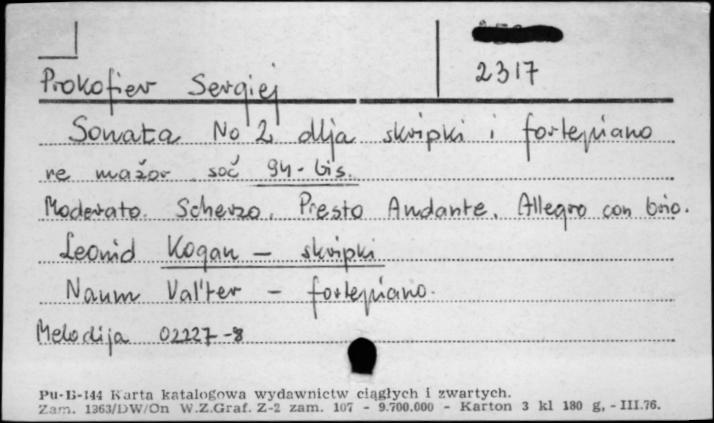 2317
Prokofiev Sergiej
Sonata No 2 dlja skripki i fortepiano
re mažor soč 94-bis.
Moderato. Scherzo. Presto Andante. Allegro con brio.
Leonid Kogan – skripki
Naum Val'ter – fortepiano.
Melodija 02227-8
Pu-B-144 Karta katalogowa wydawnictw ciągłych i zwartych.
Zam. 1363/DW/On W.Z.Graf. Z-2 zam. 107 - 9.700.000 - Karton 3 kl 180 g. - III.76.